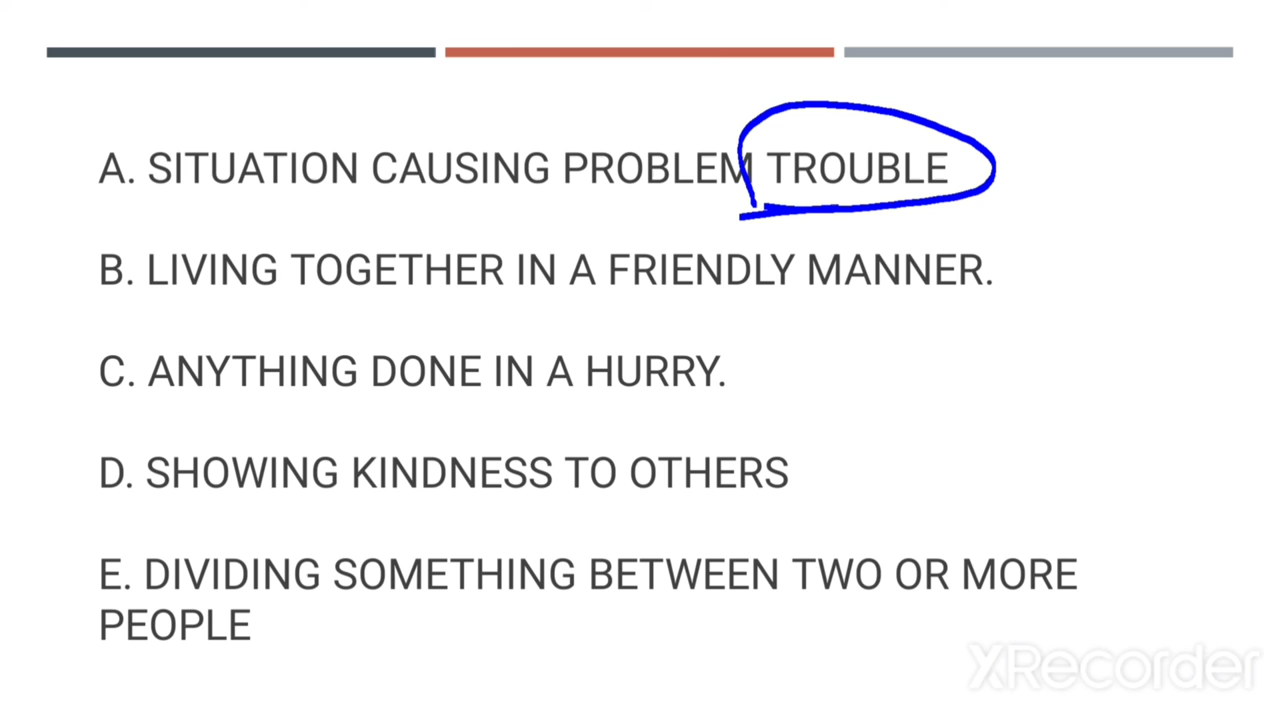 A. SITUATION CAUSING PROBLEM TROUBLE
B. LIVING TOGETHER IN A FRIENDLY MANNER.
C. ANYTHING DONE IN A HURRY.
D. SHOWING KINDNESS TO OTHERS
E. DIVIDING SOMETHING BETWEEN TWO OR MORE
PEOPLE
XRecorder